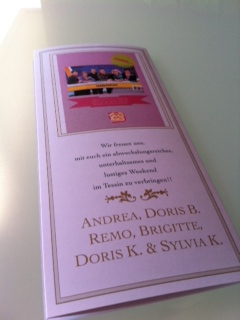 Wir freuen uns,
mit euch ein abwechslungsreiches,
unterhaltsames und
lustiges Weekend
im Tessin zu verbringen!!
ANDREA, DORIS B.
REMO, BRIGITTE,
DORIS K. & SYLVIA K.